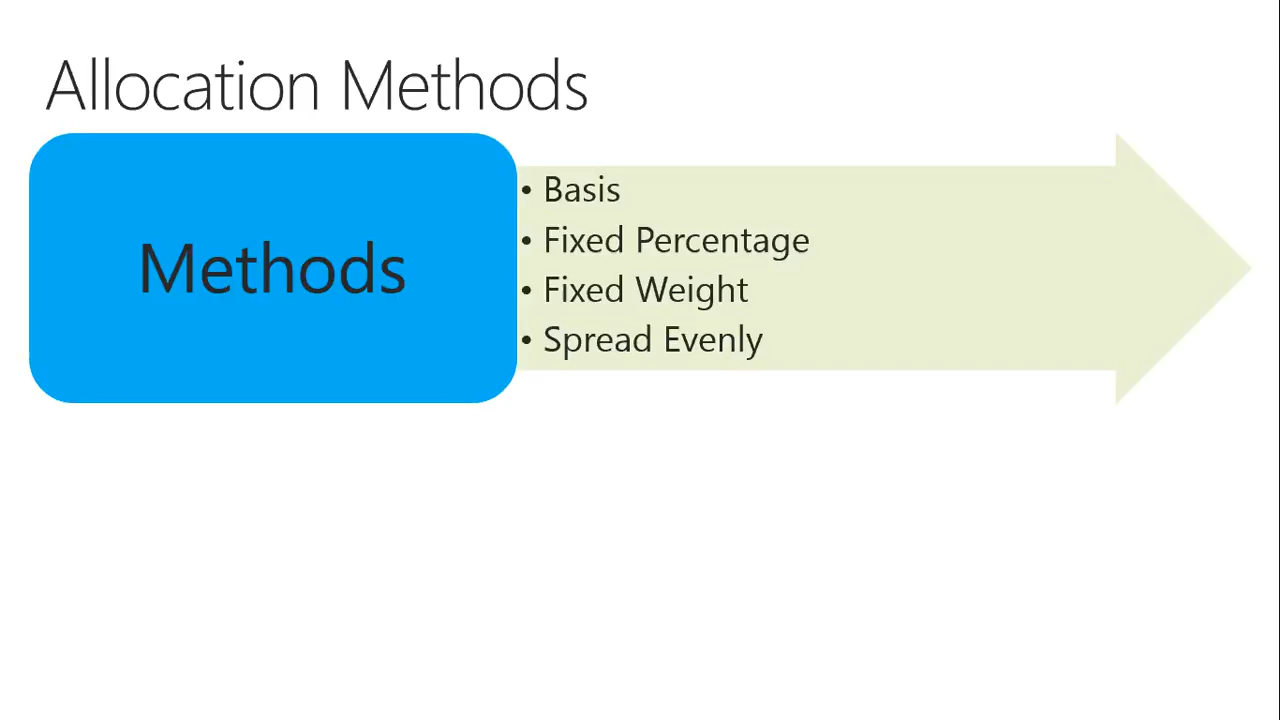 Allocation Methods
Methods
• Basis
• Fixed Percentage
• Fixed Weight
• Spread Evenly